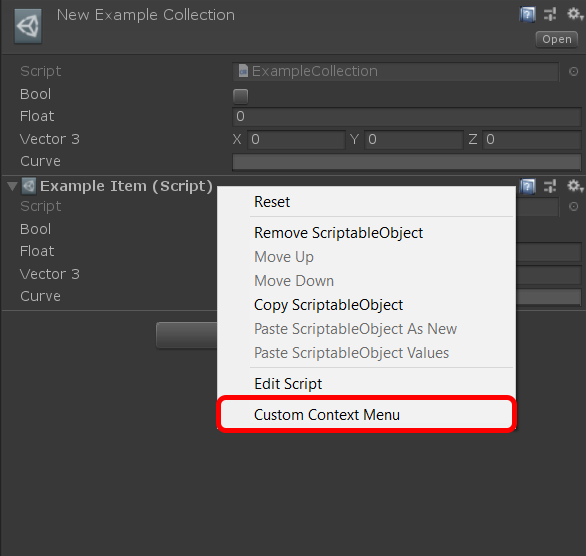 New Example Collection
Open
Script ExampleCollection
Bool
Float 0
Vector 3 X 0 Y 0 Z 0
Curve
Example Item (Script)
Script
Bool
Float
Vector 3
Curve
Reset
Remove ScriptableObject
Move Up
Move Down
Copy ScriptableObject
Paste ScriptableObject As New
Paste ScriptableObject Values
Edit Script
Custom Context Menu